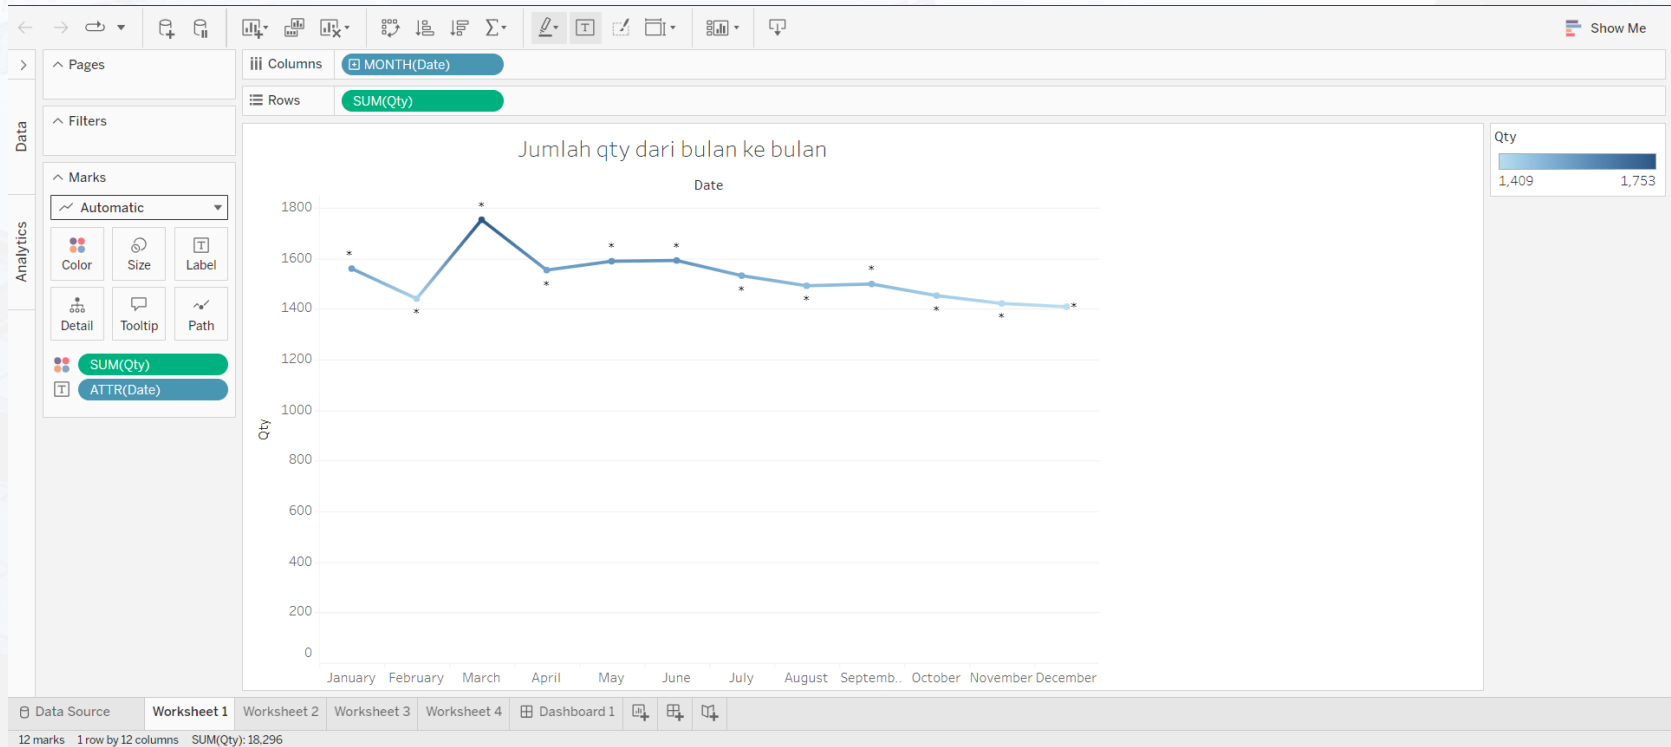 Show Me
Data
Analytics
Pages
Filters
Marks
Automatic
Color
Size
Label
Detail
Tooltip
Path
SUM(Qty)
ATTR(Date)
Columns
MONTH(Date)
Rows
SUM(Qty)
Jumlah qty dari bulan ke bulan
Date
Qty
1800
1600
1400
1200
1000
800
600
400
200
0
* * * * * * * * * * * *
January February March April May June July August Septemb.. October November December
Qty
1,409 1,753
Data Source Worksheet 1 Worksheet 2 Worksheet 3 Worksheet 4 Dashboard 1
12 marks 1 row by 12 columns SUM(Qty): 18,296